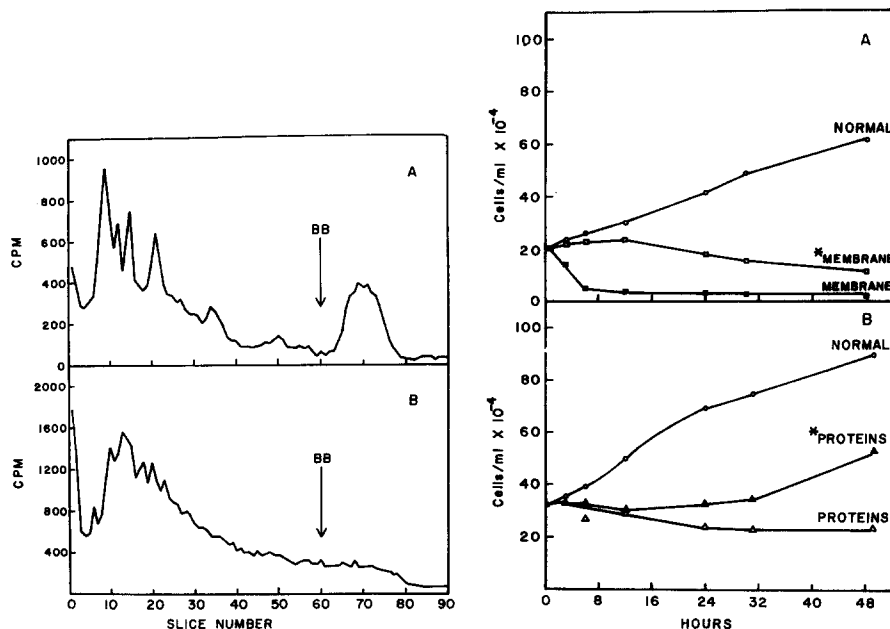 A
1000
800
600
400
200
0
CPM
BB
B
1600
1200
800
400
CPM
BB
0 10 20 30 40 50 60 70 80 90
SLICE NUMBER
A
100
80
60
40
20
0
Cells/ml X 10⁻⁴
NORMAL
*MEMBRANE
MEMBRANE
B
100
80
60
40
20
Cells/ml X 10⁻⁴
NORMAL
*PROTEINS
PROTEINS
0 8 16 24 32 40 48
HOURS